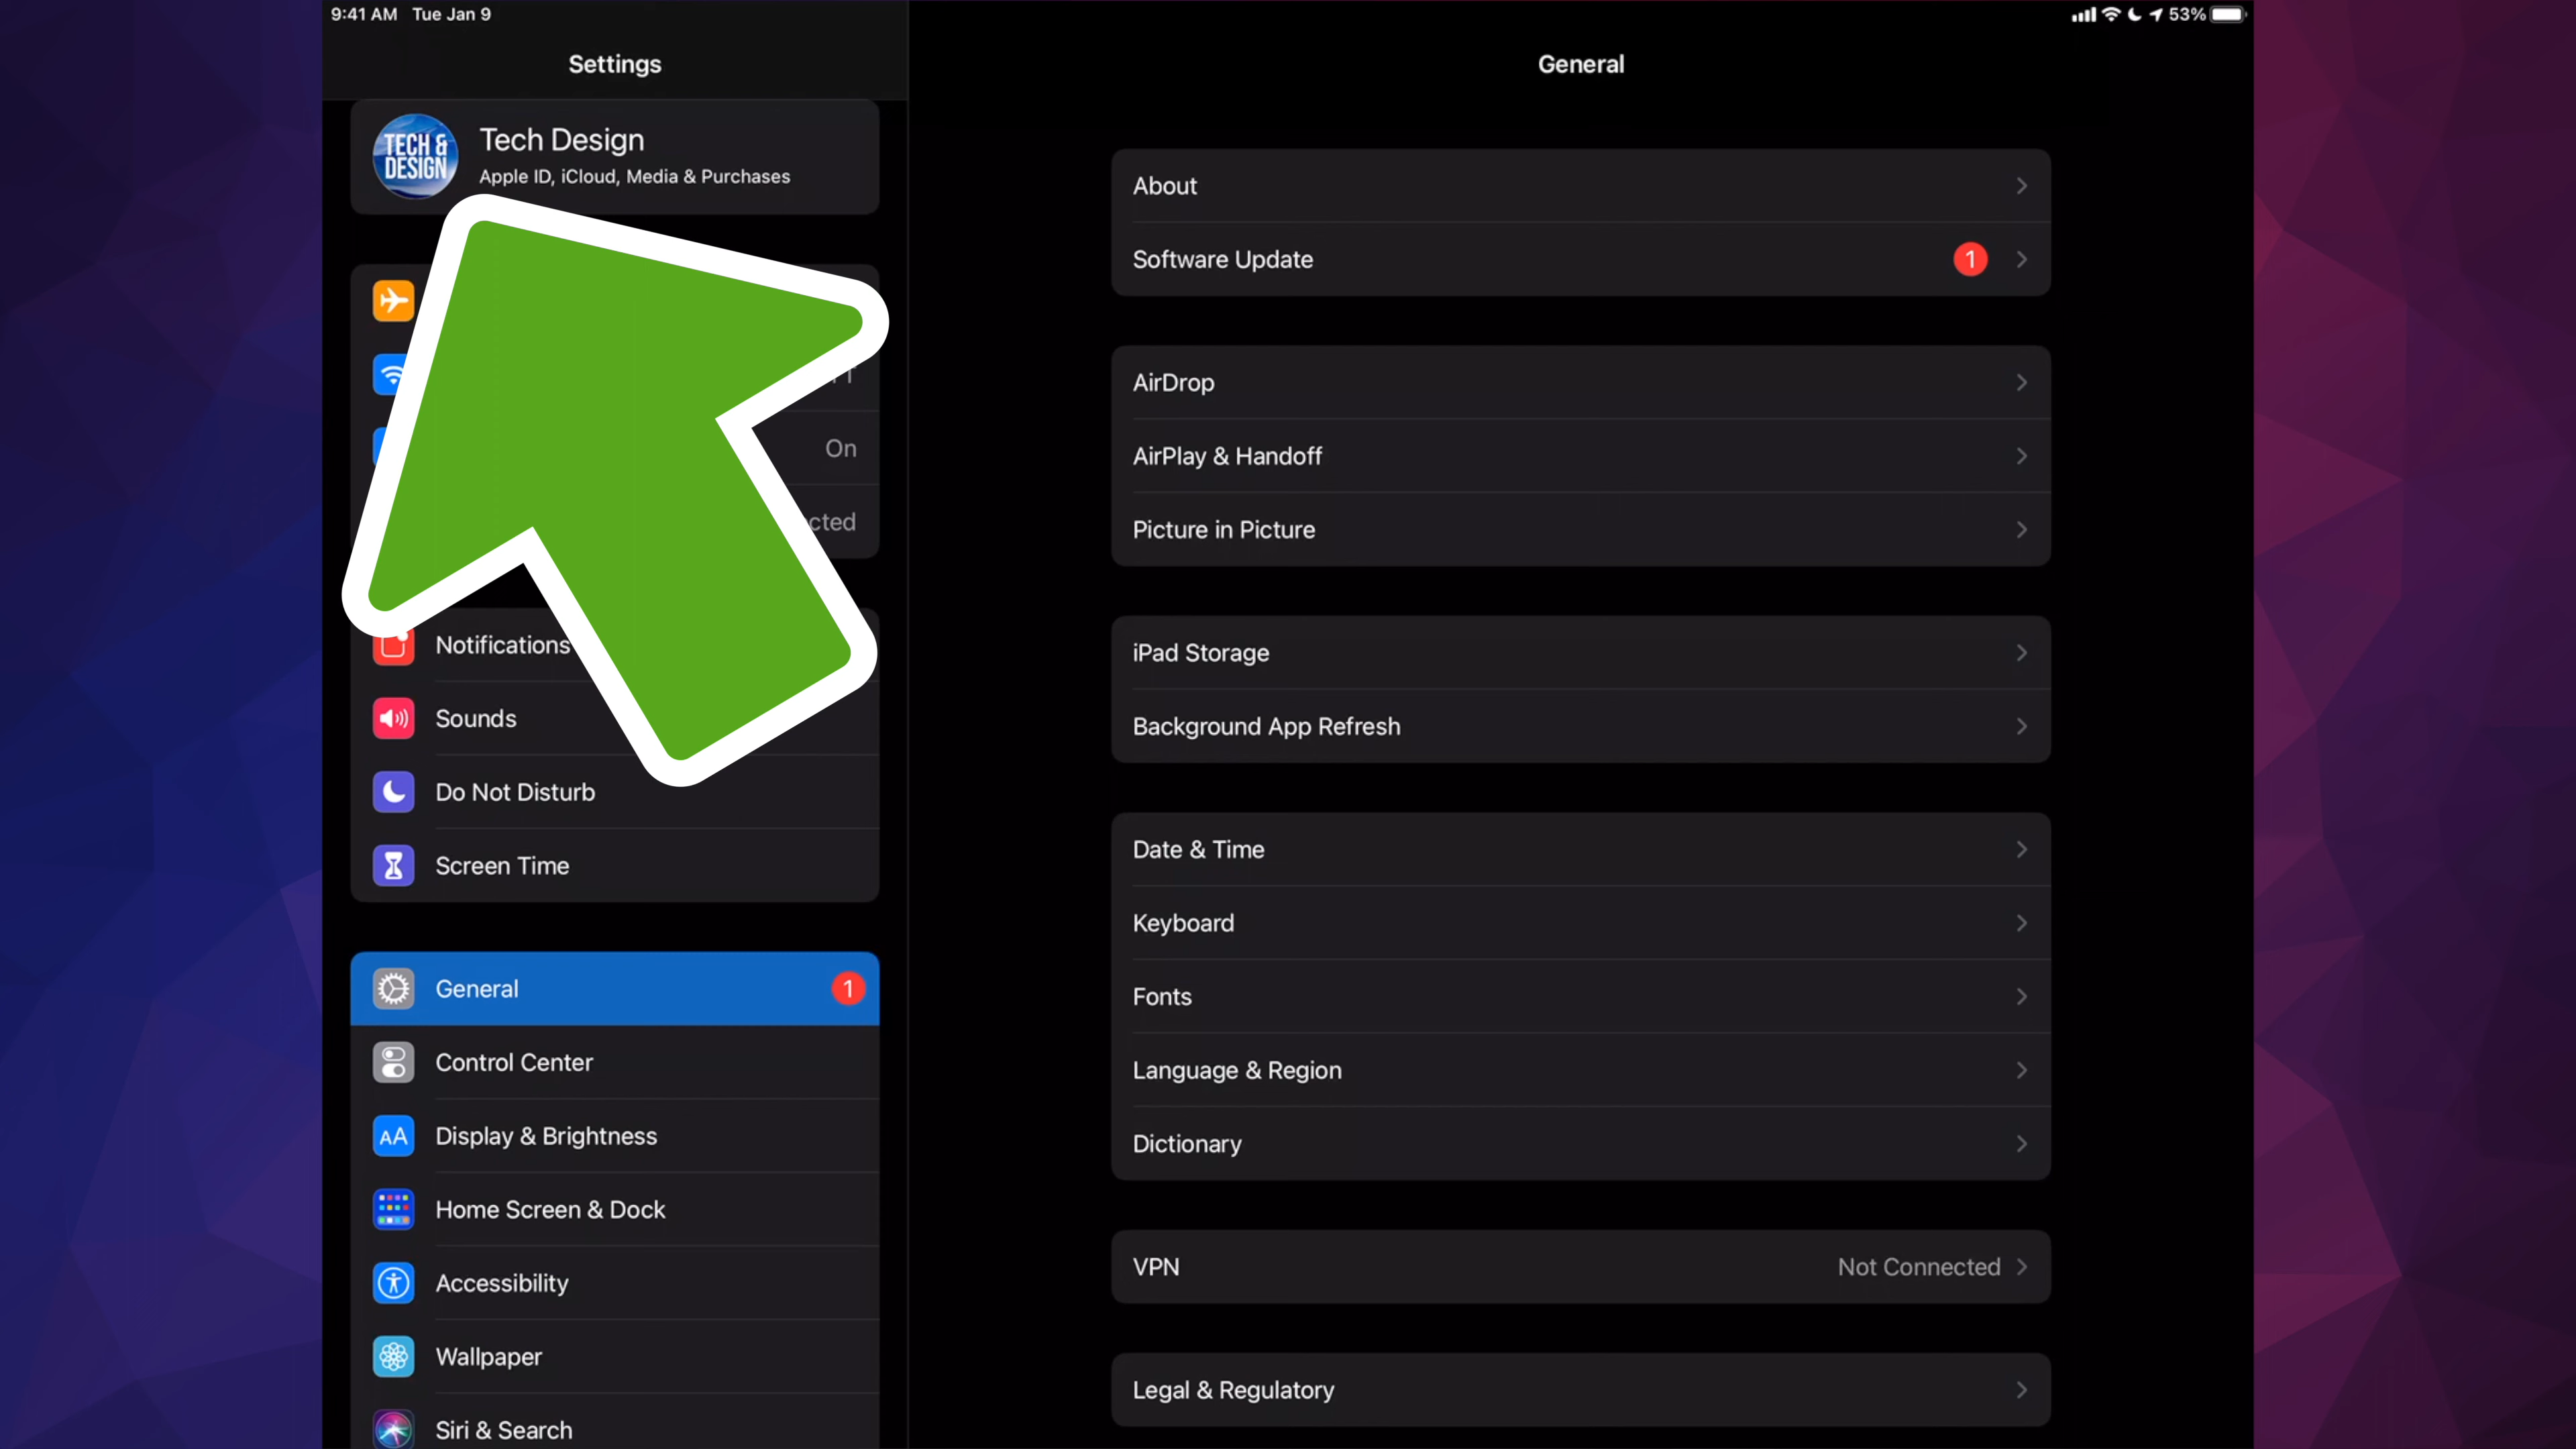 9:41 AM Tue Jan 9
53%
Settings
TECH &
DESIGN
Tech Design
Apple ID, iCloud, Media & Purchases
On
Notifications
Sounds
Do Not Disturb
Screen Time
General 1
Control Center
AA Display & Brightness
Home Screen & Dock
Accessibility
Wallpaper
Siri & Search
General
About
Software Update 1
AirDrop
AirPlay & Handoff
Picture in Picture
iPad Storage
Background App Refresh
Date & Time
Keyboard
Fonts
Language & Region
Dictionary
VPN Not Connected
Legal & Regulatory